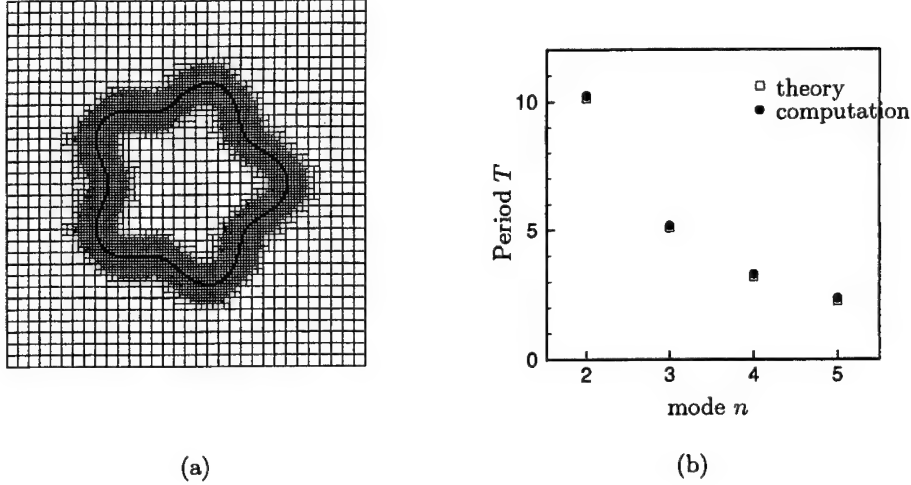 10
5
0
Period T
theory
computation
2 3 4 5
mode n
(a)
(b)